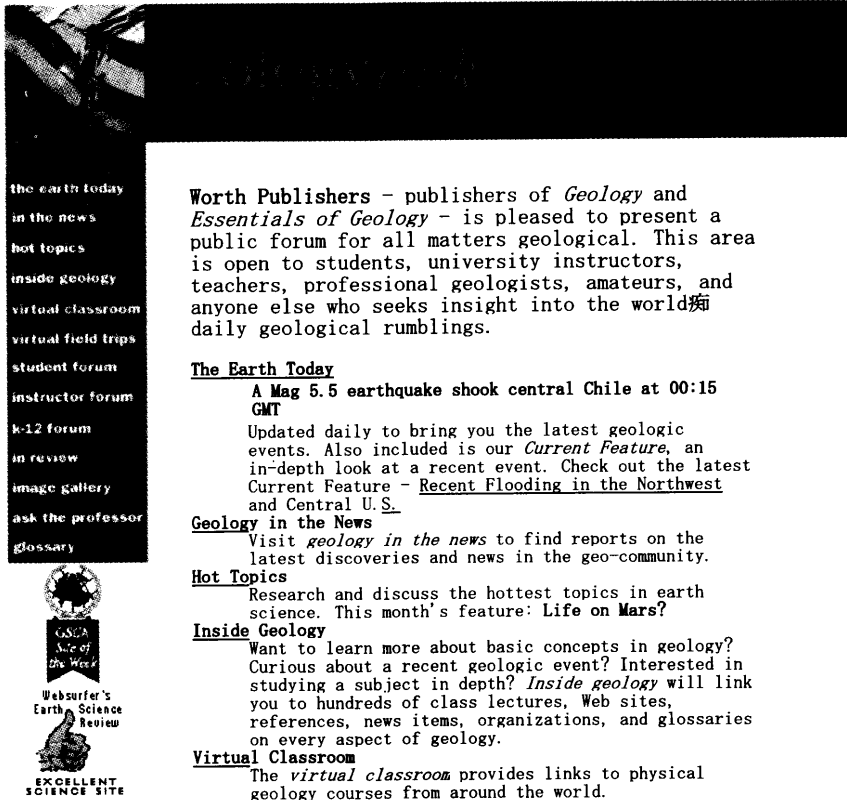 the earth today
in the news
hot topics
inside geology
virtual classroom
virtual field trips
student forum
instructor forum
k-12 forum
in review
image gallery
ask the professor
glossary
GSCA
Site of
the Week
Websurfer's
Earth Science
Review
EXCELLENT
SCIENCE SITE
Worth Publishers - publishers of Geology and
Essentials of Geology - is pleased to present a
public forum for all matters geological. This area
is open to students, university instructors,
teachers, professional geologists, amateurs, and
anyone else who seeks insight into the world痴
daily geological rumblings.
The Earth Today
A Mag 5.5 earthquake shook central Chile at 00:15
GMT
Updated daily to bring you the latest geologic
events. Also included is our Current Feature, an
in-depth look at a recent event. Check out the latest
Current Feature - Recent Flooding in the Northwest
and Central U.S.
Geology in the News
Visit geology in the news to find reports on the
latest discoveries and news in the geo-community.
Hot Topics
Research and discuss the hottest topics in earth
science. This month's feature: Life on Mars?
Inside Geology
Want to learn more about basic concepts in geology?
Curious about a recent geologic event? Interested in
studying a subject in depth? Inside geology will link
you to hundreds of class lectures, Web sites,
references, news items, organizations, and glossaries
on every aspect of geology.
Virtual Classroom
The virtual classroom provides links to physical
geology courses from around the world.